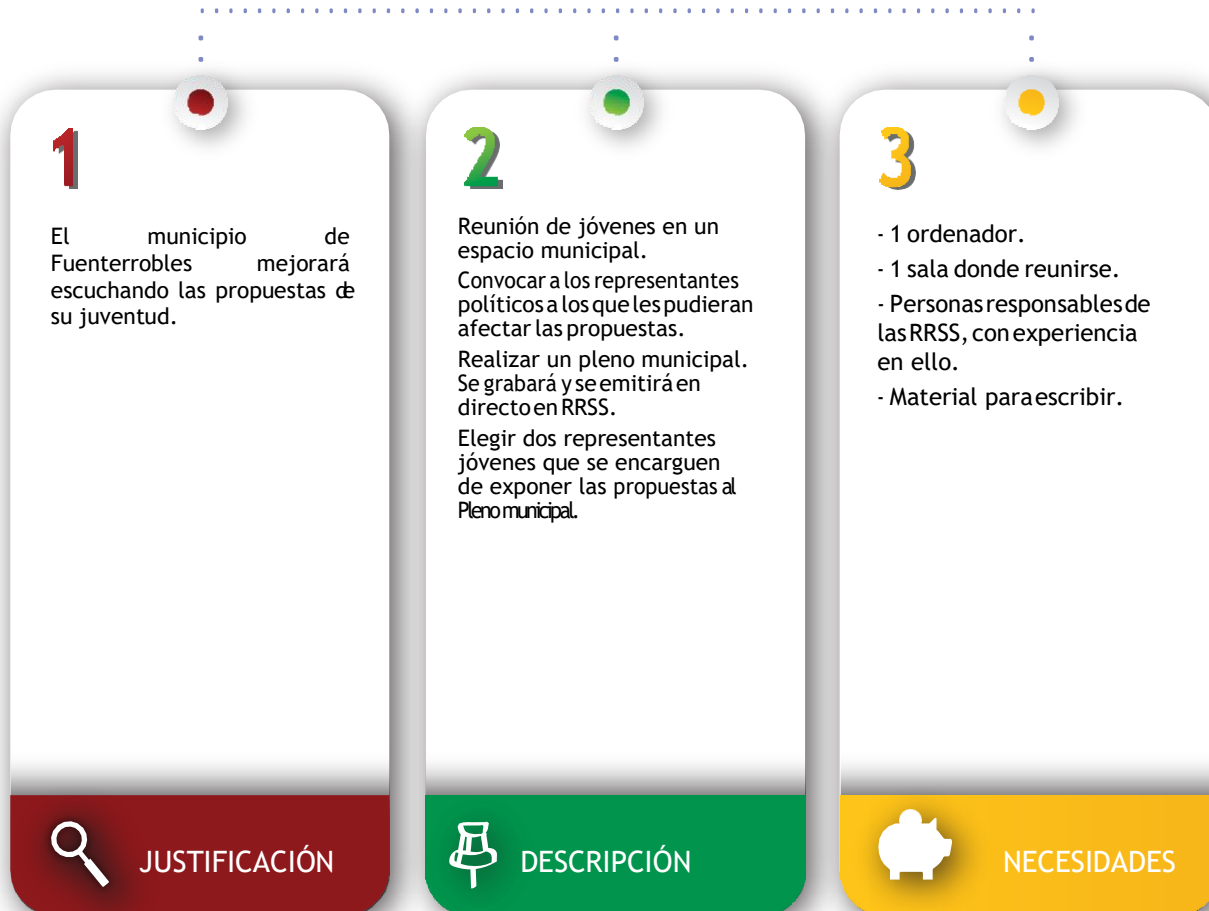 1
El municipio de
Fuenterrobles mejorará
escuchando las propuestas de
su juventud.
JUSTIFICACIÓN
2
Reunión de jóvenes en un
espacio municipal.
Convocar a los representantes
políticos a los que les pudieran
afectar las propuestas.
Realizar un pleno municipal.
Se grabará y se emitirá en
directo en RRSS.
Elegir dos representantes
jóvenes que se encarguen
de exponer las propuestas al
Pleno municipal.
DESCRIPCIÓN
3
- 1 ordenador.
- 1 sala donde reunirse.
- Personas responsables de
las RRSS, con experiencia
en ello.
- Material para escribir.
NECESIDADES